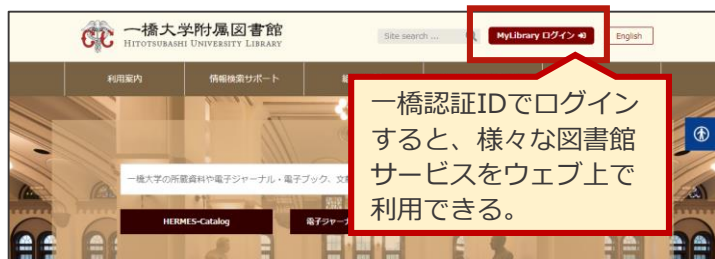 一橋大学附属図書館
HITOTSUBASHI UNIVERSITY LIBRARY
Site search ...
MyLibrary ログイン
English
利用案内
情報検索サポート
一橋認証IDでログイン
すると、様々な図書館
サービスをウェブ上で
利用できる。
一橋大学の所蔵資料や電子ジャーナル・電子ブック、文
HERMES-Catalog
電子ジャーナ